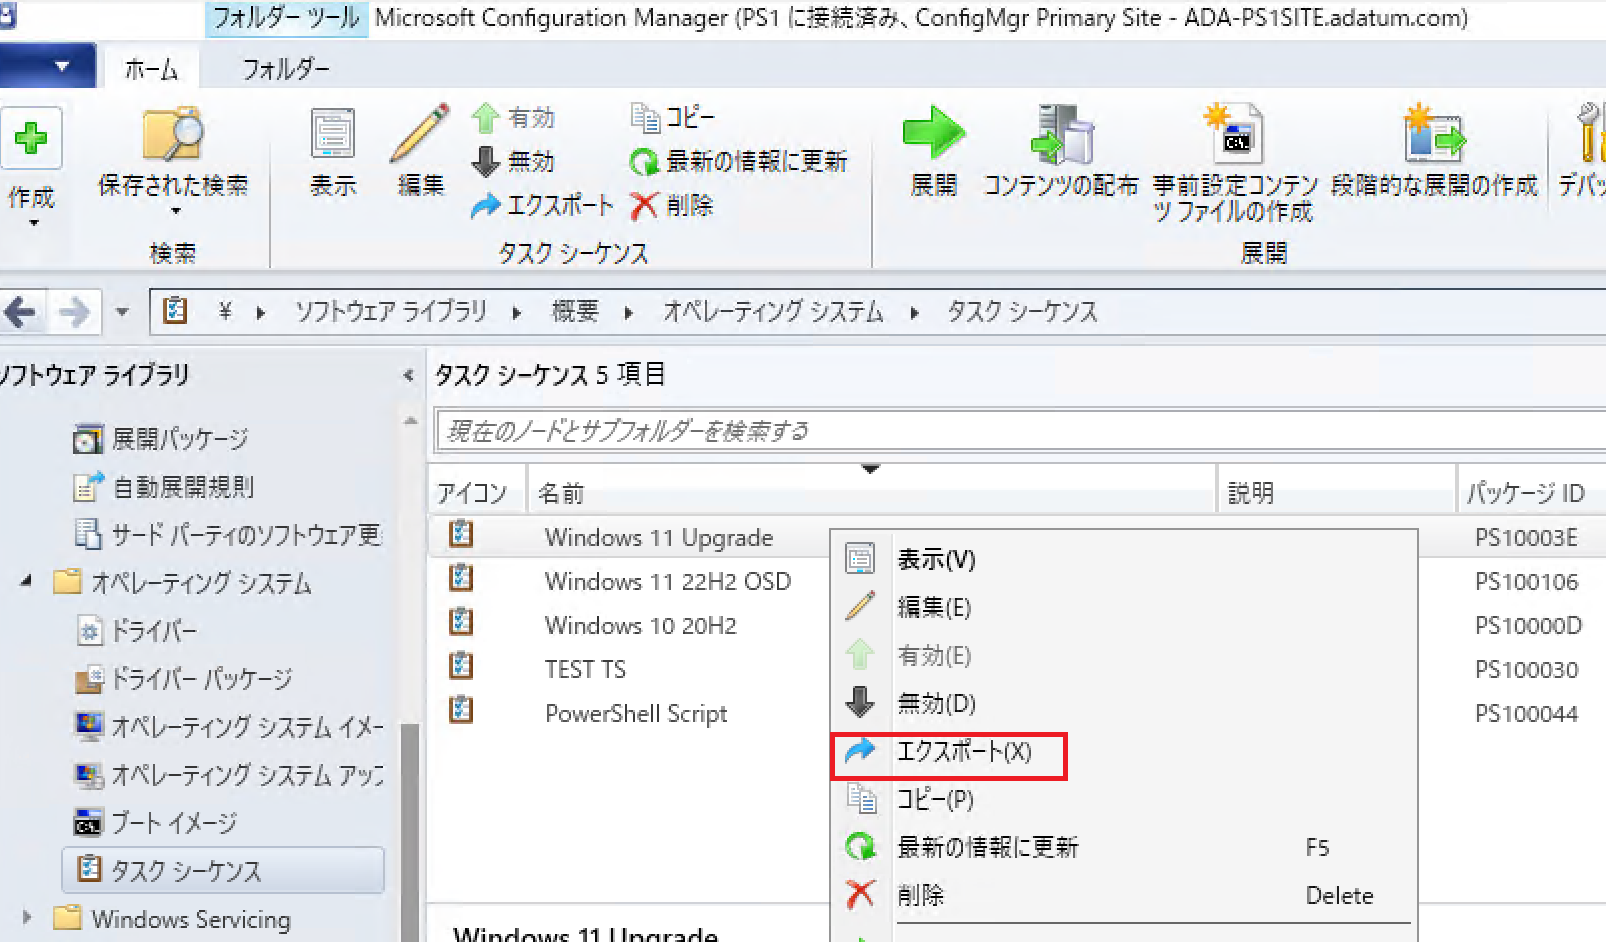 フォルダー ツール Microsoft Configuration Manager (PS1 に接続済み、ConfigMgr Primary Site - ADA-PS1SITE.adatum.com)
ホーム フォルダー
作成
保存された検索
検索
表示
編集
有効
無効
エクスポート
コピー
最新の情報に更新
削除
タスク シーケンス
展開
コンテンツの配布
事前設定コンテン
ツ ファイルの作成
段階的な展開の作成
展開
¥ ソフトウェア ライブラリ 概要 オペレーティング システム タスク シーケンス
ソフトウェア ライブラリ
展開パッケージ
自動展開規則
サード パーティのソフトウェア更
オペレーティング システム
ドライバー
ドライバー パッケージ
オペレーティング システム イメー
オペレーティング システム アップ
ブート イメージ
タスク シーケンス
Windows Servicing
タスク シーケンス 5 項目
現在のノードとサブフォルダーを検索する
アイコン 名前 説明 パッケージ ID
Windows 11 Upgrade PS10003E
Windows 11 22H2 OSD PS100106
Windows 10 20H2 PS10000D
TEST TS PS100030
PowerShell Script PS100044
表示(V)
編集(E)
有効(E)
無効(D)
エクスポート(X)
コピー(P)
最新の情報に更新 F5
削除 Delete
Windows 11 Upgrade